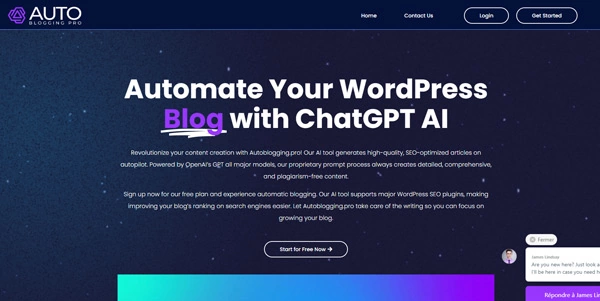 AUTO
BLOGGING PRO
Home
Contact Us
Login
Get Started
Automate Your WordPress
Blog with ChatGPT AI
Revolutionize your content creation with Autoblogging.pro! Our AI tool generates high-quality, SEO-optimized articles on
autopilot. Powered by OpenAI's GPT all major models, our proprietary prompt process always creates detailed, comprehensive,
and plagiarism-free content.
Sign up now for our free plan and experience automatic blogging. Our AI tool supports major WordPress SEO plugins, making
improving your blog's ranking on search engines easier. Let Autoblogging.pro take care of the writing so you can focus on
growing your blog.
Start for Free Now →
Fermer
James Lindsay
Are you new here? Just look a
I'll be here in case you need h
Répondre à James Lin